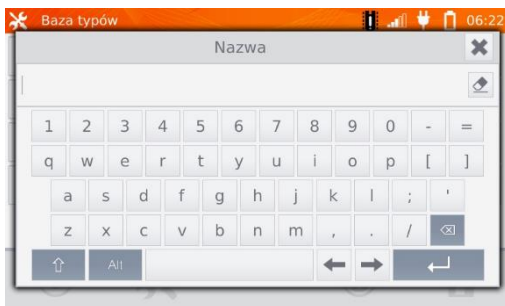 Baza typów 06:22
Nazwa
1 2 3 4 5 6 7 8 9 0 - =
q w e r t y u i o p [ ]
a s d f g h j k l ; '
z x c v b n m , . /
Alt